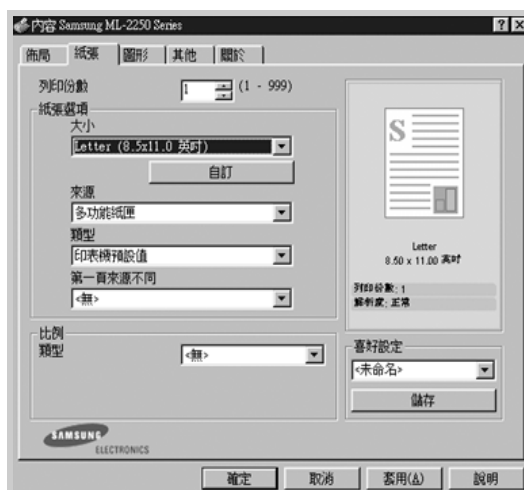 內容 Samsung ML-2250 Series
佈局 紙張 圖形 其他 關於
列印份數 1 (1 - 999)
紙張選項
大小
Letter (8.5x11.0 英吋)
自訂
來源
多功能紙匣
類型
印表機預設值
第一頁來源不同
<無>
S
Letter
8.50 x 11.00 英吋
列印份數: 1
解析度: 正常
比例
類型 <無>
喜好設定
<未命名>
儲存
SAMSUNG
ELECTRONICS
確定 取消 套用(A) 說明